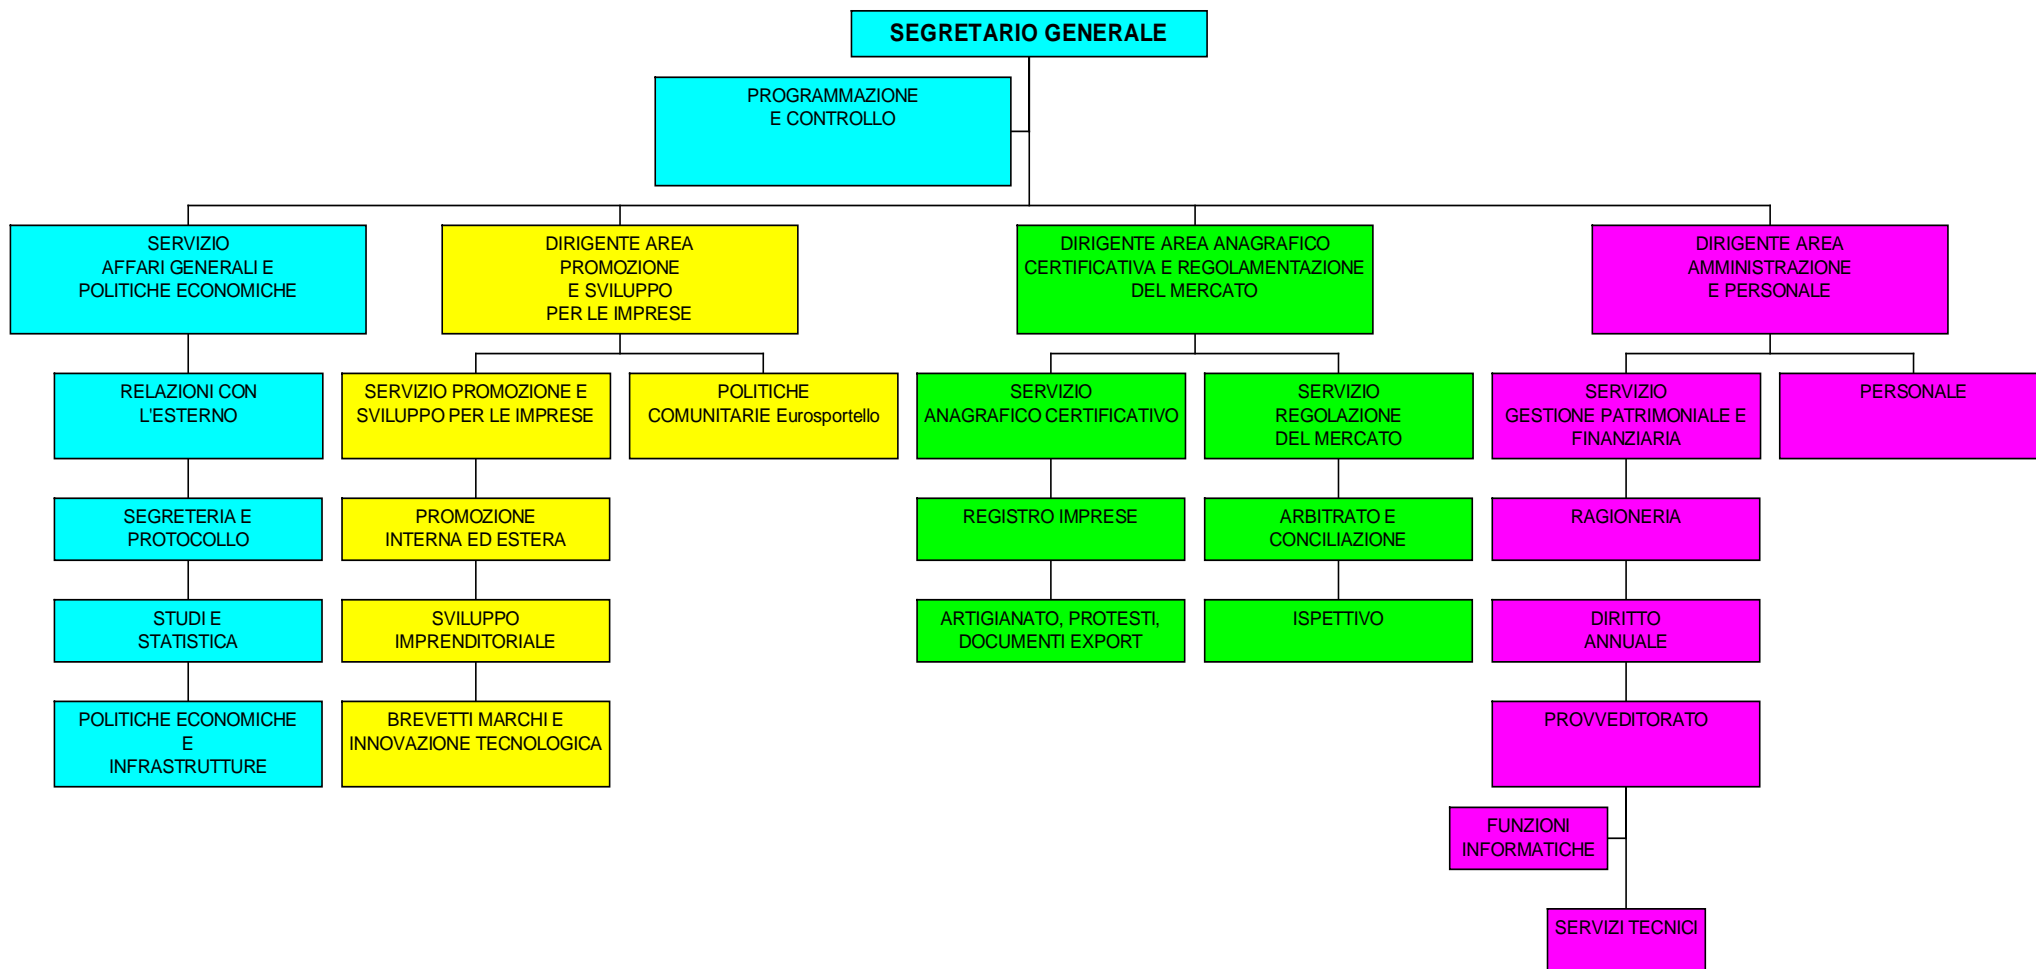 SEGRETARIO GENERALE
PROGRAMMAZIONE
E CONTROLLO
SERVIZIO
AFFARI GENERALI E
POLITICHE ECONOMICHE
DIRIGENTE AREA
PROMOZIONE
E SVILUPPO
PER LE IMPRESE
DIRIGENTE AREA ANAGRAFICO
CERTIFICATIVA E REGOLAMENTAZIONE
DEL MERCATO
DIRIGENTE AREA
AMMINISTRAZIONE
E PERSONALE
RELAZIONI CON
L'ESTERNO
SERVIZIO PROMOZIONE E
SVILUPPO PER LE IMPRESE
POLITICHE
COMUNITARIE Eurosportello
SERVIZIO
ANAGRAFICO CERTIFICATIVO
SERVIZIO
REGOLAZIONE
DEL MERCATO
SERVIZIO
GESTIONE PATRIMONIALE E
FINANZIARIA
PERSONALE
SEGRETERIA E
PROTOCOLLO
PROMOZIONE
INTERNA ED ESTERA
REGISTRO IMPRESE
ARBITRATO E
CONCILIAZIONE
RAGIONERIA
STUDI E
STATISTICA
SVILUPPO
IMPRENDITORIALE
ARTIGIANATO, PROTESTI,
DOCUMENTI EXPORT
ISPETTIVO
DIRITTO
ANNUALE
POLITICHE ECONOMICHE
E
INFRASTRUTTURE
BREVETTI MARCHI E
INNOVAZIONE TECNOLOGICA
PROVVEDITORATO
FUNZIONI
INFORMATICHE
SERVIZI TECNICI